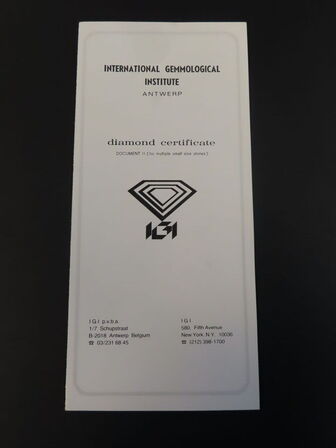 INTERNATIONAL GEMMOLOGICAL
INSTITUTE
ANTWERP
diamond certificate
DOCUMENT II (for multiple small size stones)
IGI
I G I p.v.b.a.
1/7 Schupstraat
B-2018 Antwerp Belgium
☎ 03/231 68 45
I G I
580, Fifth Avenue
New York N.Y. 10036
☎ (212) 398-1700